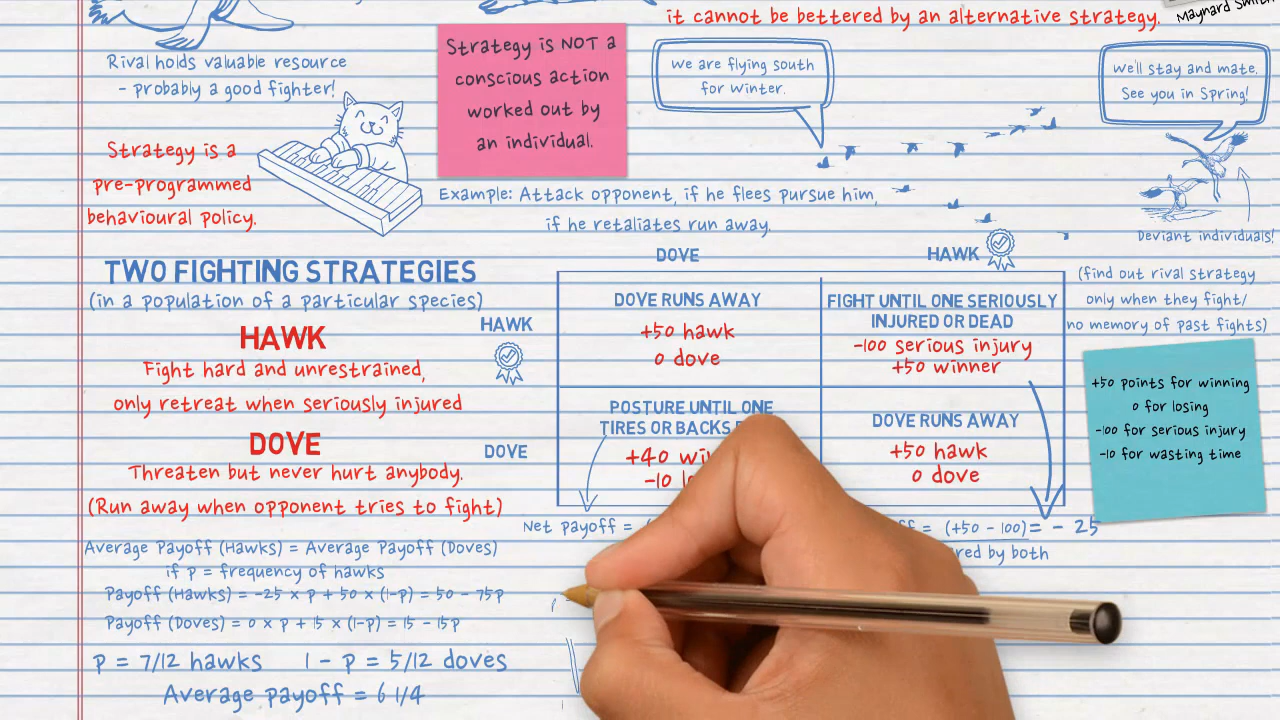 it cannot be bettered by an alternative strategy.
Maynard Smith
Rival holds valuable resource
- probably a good fighter!
Strategy is a
pre-programmed
behavioural policy.
Strategy is NOT a
conscious action
worked out by
an individual.
We are flying south
for winter.
We'll stay and mate.
See you in Spring!
Example: Attack opponent, if he flees pursue him,
if he retaliates run away.
Deviant individuals!
TWO FIGHTING STRATEGIES
(in a population of a particular species)
HAWK
Fight hard and unrestrained,
only retreat when seriously injured
DOVE
Threaten but never hurt anybody.
(Run away when opponent tries to fight)
DOVE
HAWK
HAWK
DOVE RUNS AWAY
+50 hawk
0 dove
FIGHT UNTIL ONE SERIOUSLY
INJURED OR DEAD
-100 serious injury
+50 winner
DOVE
POSTURE UNTIL ONE
TIRES OR BACKS
+40
-10
DOVE RUNS AWAY
+50 hawk
0 dove
Net payoff =
= (+50 - 100) = - 25
by both
(find out rival strategy
only when they fight/
no memory of past fights)
+50 points for winning
0 for losing
-100 for serious injury
-10 for wasting time
Average Payoff (Hawks) = Average Payoff (Doves)
if p = frequency of hawks
Payoff (Hawks) = -25 x p + 50 x (1-p) = 50 - 75p
Payoff (Doves) = 0 x p + 15 x (1-p) = 15 - 15p
p = 7/12 hawks 1 - p = 5/12 doves
Average payoff = 6 1/4